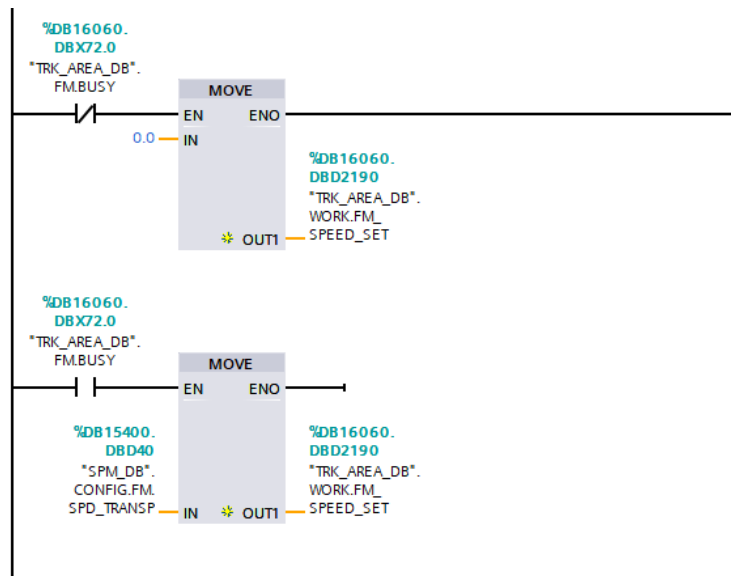 %DB16060.
DBX72.0
"TRK_AREA_DB".
FM.BUSY
MOVE
EN ENO
0.0 IN
%DB16060.
DBD2190
"TRK_AREA_DB".
WORK.FM_
OUT1 SPEED_SET
%DB16060.
DBX72.0
"TRK_AREA_DB".
FM.BUSY
MOVE
EN ENO
%DB15400.
DBD40
"SPM_DB".
CONFIG.FM.
SPD_TRANSP IN OUT1
%DB16060.
DBD2190
"TRK_AREA_DB".
WORK.FM_
SPEED_SET